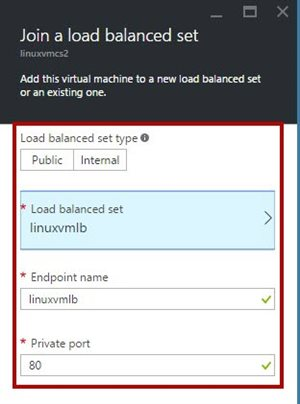 Join a load balanced set
linuxvmcs2
Add this virtual machine to a new load balanced set
or an existing one.
Load balanced set type
Public Internal
* Load balanced set
linuxvmlb
* Endpoint name
linuxvmlb
* Private port
80